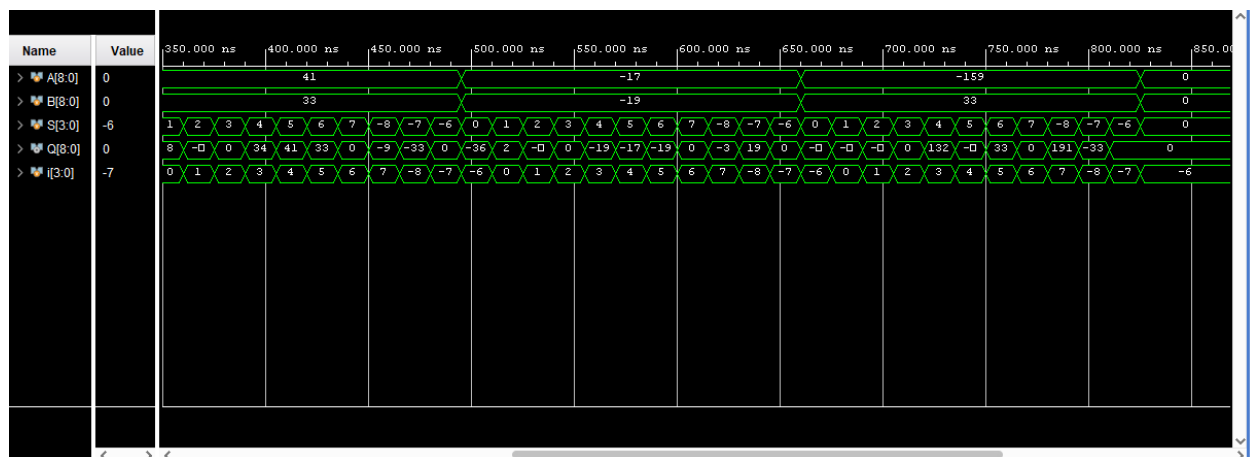 Name Value 350.000 ns 400.000 ns 450.000 ns 500.000 ns 550.000 ns 600.000 ns 650.000 ns 700.000 ns 750.000 ns 800.000 ns 850.0
A[8:0] 0 41 -17 -159 0
B[8:0] 0 33 -19 33 0
S[3:0] -6 1 2 3 4 5 6 7 -8 -7 -6 0 1 2 3 4 5 6 7 -8 -7 -6 0 1 2 3 4 5 6 7 -8 -7 -6 0
Q[8:0] 0 8 -□ 0 34 41 33 0 -9 -33 0 -36 2 -□ 0 -19 -17 -19 0 -3 19 0 -□ -□ -□ 0 132 -□ 33 0 191 -33 0
i[3:0] -7 0 1 2 3 4 5 6 7 -8 -7 -6 0 1 2 3 4 5 6 7 -8 -7 -6 0 1 2 3 4 5 6 7 -8 -7 -6